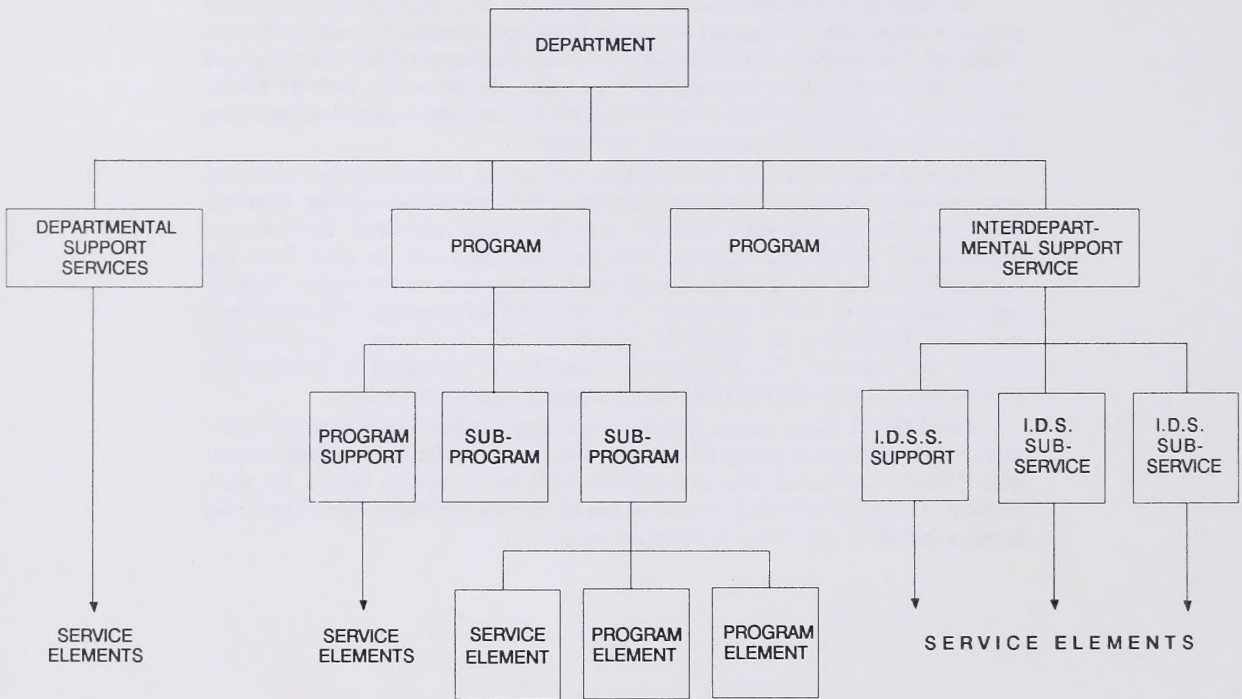 DEPARTMENT
DEPARTMENTAL
SUPPORT
SERVICES
PROGRAM
PROGRAM
INTERDEPART-
MENTAL SUPPORT
SERVICE
PROGRAM
SUPPORT
SUB-
PROGRAM
SUB-
PROGRAM
I.D.S.S.
SUPPORT
I.D.S.
SUB-
SERVICE
I.D.S.
SUB-
SERVICE
SERVICE
ELEMENTS
SERVICE
ELEMENTS
SERVICE
ELEMENT
PROGRAM
ELEMENT
PROGRAM
ELEMENT
SERVICE ELEMENTS